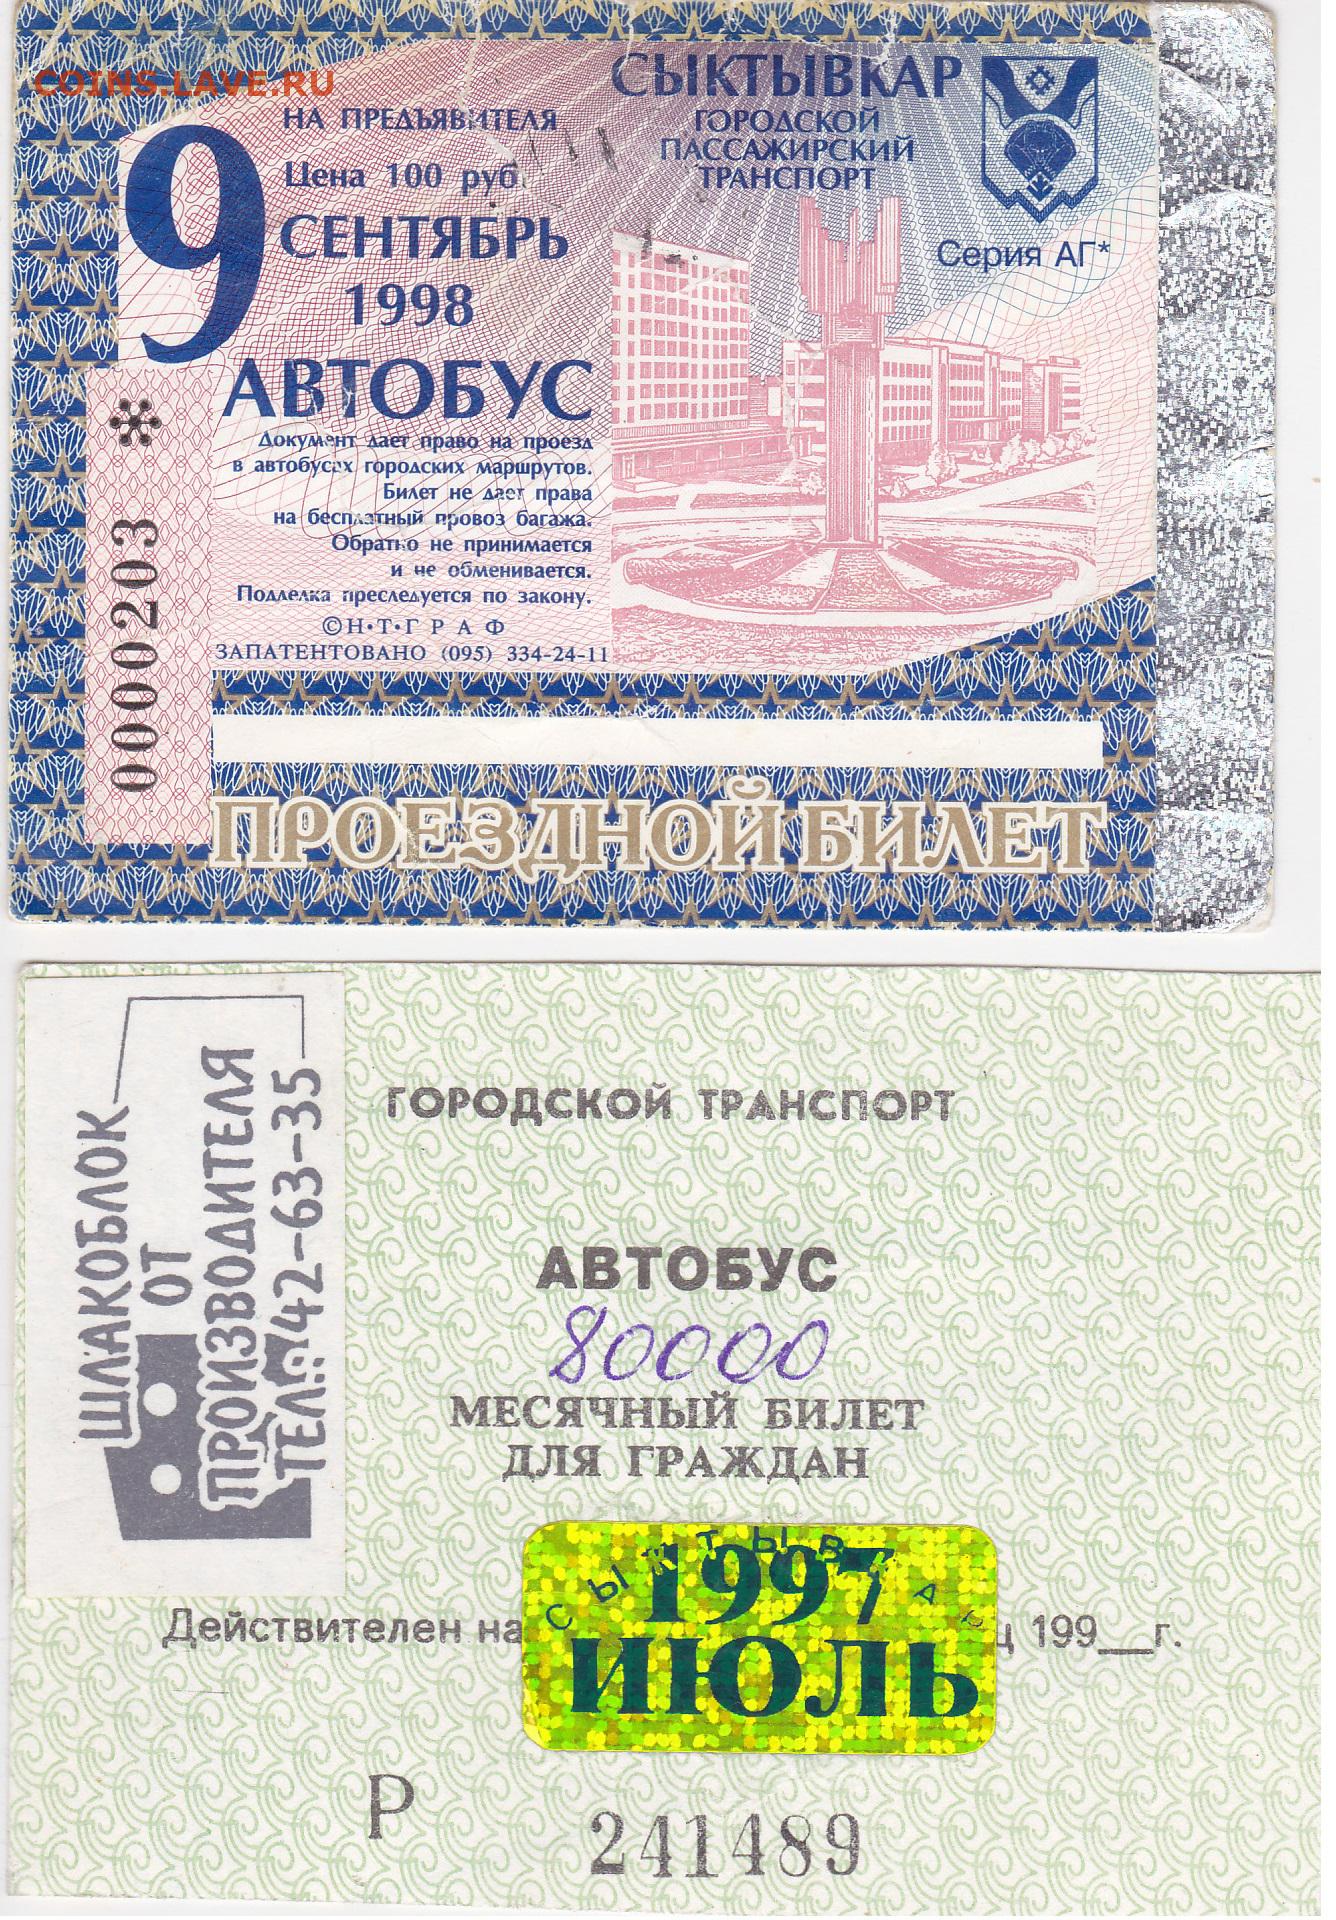 COINS.LAVE.RU
9
НА ПРЕДЪЯВИТЕЛЯ
Цена 100 руб.
СЕНТЯБРЬ
1998
АВТОБУС
Документ дает право на проезд
в автобусах городских маршрутов.
Билет не дает права
на бесплатный провоз багажа.
Обратно не принимается
и не обменивается.
Подделка преследуется по закону.
©Н•Т•ГРАФ
ЗАПАТЕНТОВАНО (095) 334-24-11
СЫКТЫВКАР
ГОРОДСКОЙ
ПАССАЖИРСКИЙ
ТРАНСПОРТ
Серия АГ*
0000203 *
ПРОЕЗДНОЙ БИЛЕТ
ШЛАКОБЛОК
ОТ
ПРОИЗВОДИТЕЛЯ
ТЕЛ: 42-63-35
ГОРОДСКОЙ ТРАНСПОРТ
АВТОБУС
80000
МЕСЯЧНЫЙ БИЛЕТ
ДЛЯ ГРАЖДАН
СЫКТЫВКАР
1997
ИЮЛЬ
Действителен на ц 199__г.
Р 241489